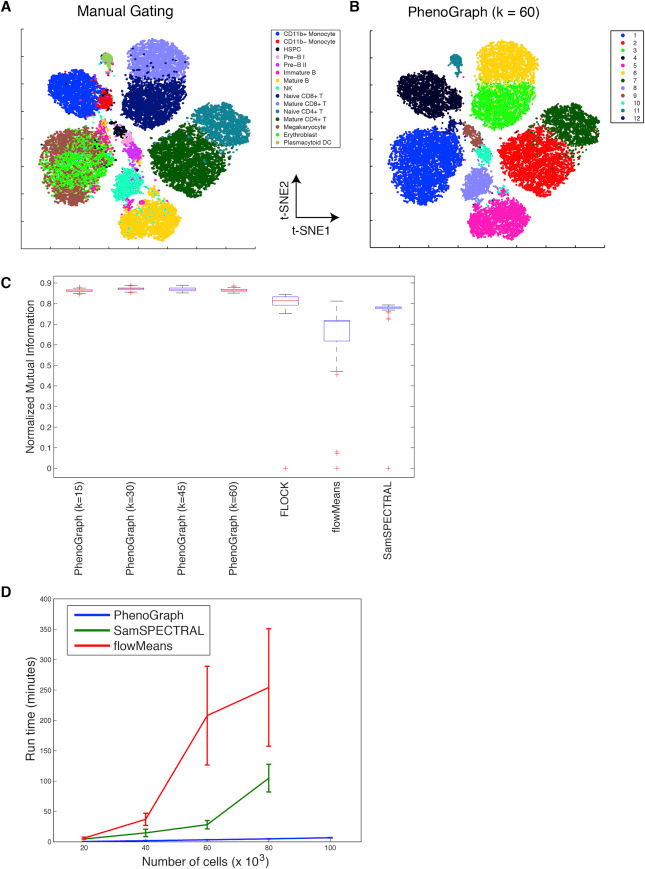 A
Manual Gating
CD11b+ Monocyte
CD11b− Monocyte
HSPC
Pre−B I
Pre−B II
Immature B
Mature B
NK
Naive CD8+ T
Mature CD8+ T
Naive CD4+ T
Mature CD4+ T
Megakaryocyte
Erythroblast
Plasmacytoid DC
t-SNE2
t-SNE1
B
PhenoGraph (k = 60)
1
2
3
4
5
6
7
8
9
10
11
12
C
Normalized Mutual Information
0.9
0.8
0.7
0.6
0.5
0.4
0.3
0.2
0.1
0
PhenoGraph (k=15)
PhenoGraph (k=30)
PhenoGraph (k=45)
PhenoGraph (k=60)
FLOCK
flowMeans
SamSPECTRAL
D
PhenoGraph
SamSPECTRAL
flowMeans
Run time (minutes)
400
350
300
250
200
150
100
50
0
20 40 60 80 100
Number of cells (x 10³)